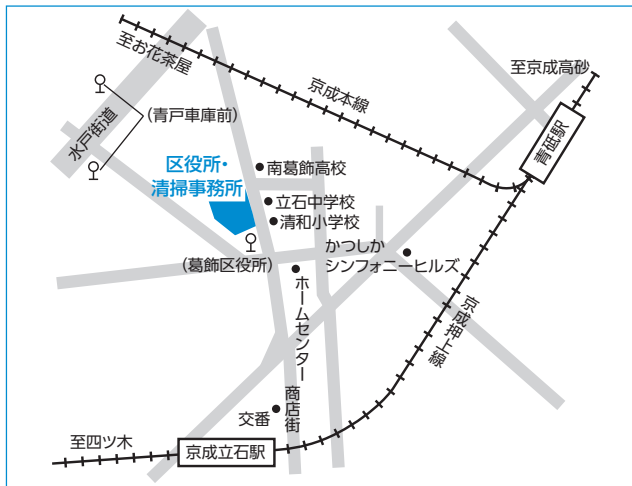 至お花茶屋
京成本線
至京成高砂
青砥駅
水戸街道
(青戸車庫前)
区役所・
清掃事務所
南葛飾高校
立石中学校
清和小学校
(葛飾区役所)
かつしか
シンフォニーヒルズ
ホームセンター
京成押上線
商店街
交番
至四ツ木
京成立石駅